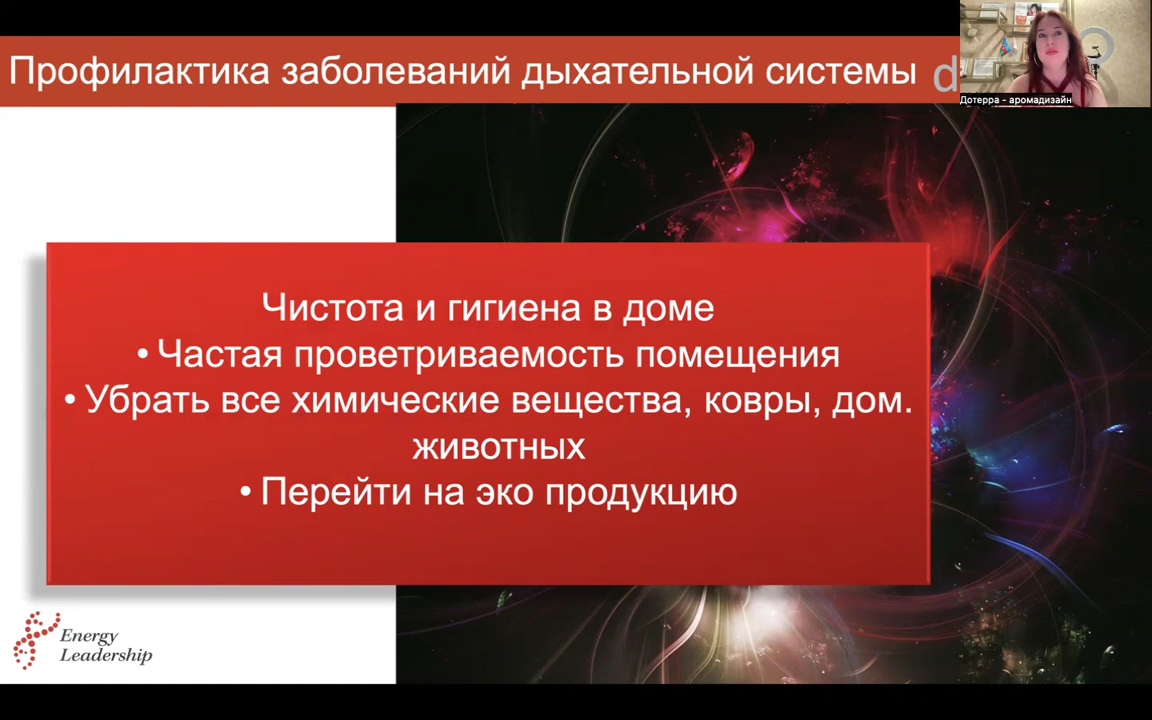 Профилактика заболеваний дыхательной системы d
Дотерра - аромадизайн
Чистота и гигиена в доме
• Частая проветриваемость помещения
• Убрать все химические вещества, ковры, дом.
животных
• Перейти на эко продукцию
Energy
Leadership